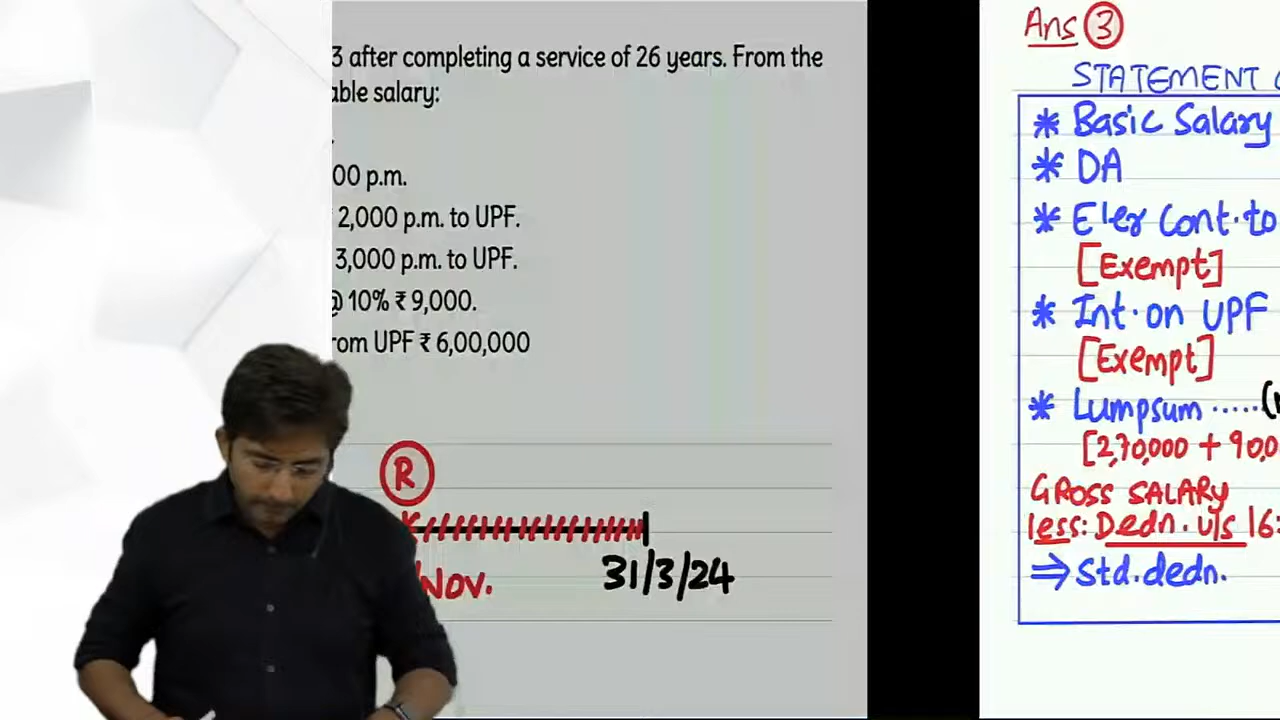 3 after completing a service of 26 years. From the
able salary:
00 p.m.
2,000 p.m. to UPF.
3,000 p.m. to UPF.
@ 10% ₹ 9,000.
rom UPF ₹ 6,00,000
R
Nov.
31/3/24
Ans 3
STATEMENT
* Basic Salary
* DA
* E'er Cont. to
[Exempt]
* Int. on UPF
[Exempt]
* Lumpsum ......
[2,70,000 + 90,0
GROSS SALARY
less: Dedn. u/s 16:
⇒ Std. dedn.